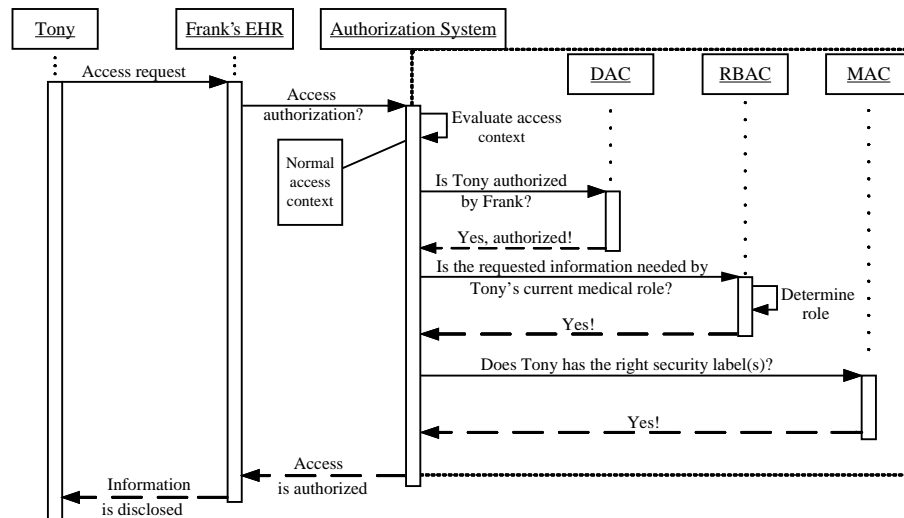 Tony
Frank's EHR
Authorization System
DAC
RBAC
MAC
Access request
Access
authorization?
Evaluate access
context
Normal
access
context
Is Tony authorized
by Frank?
Yes, authorized!
Is the requested information needed by
Tony's current medical role?
Determine
role
Yes!
Does Tony has the right security label(s)?
Yes!
Access
is authorized
Information
is disclosed